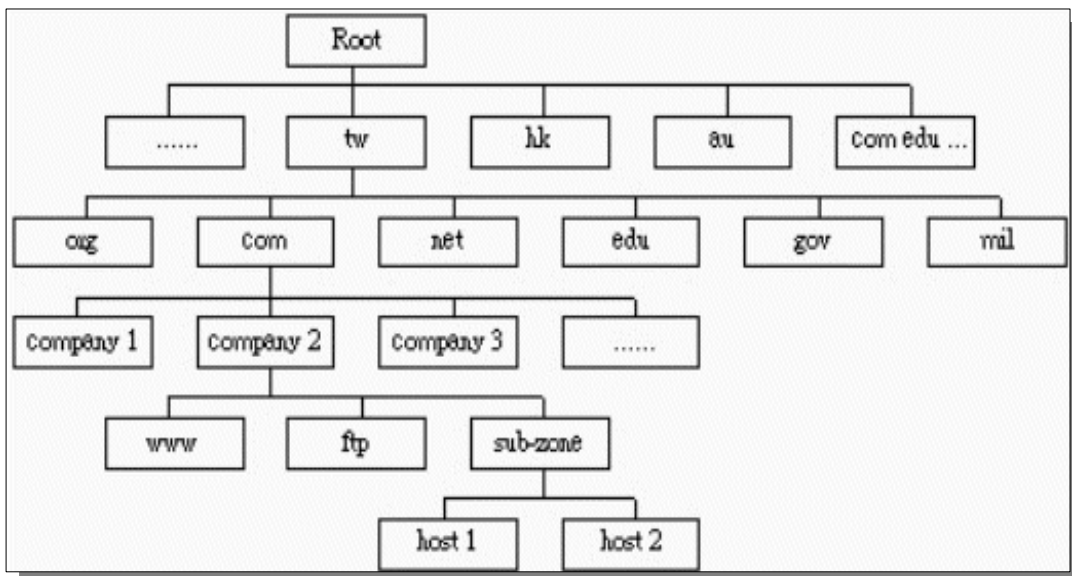 Root
......
tw
hk
au
com edu ...
org
com
net
edu
gov
mil
company 1
company 2
company 3
......
www
ftp
sub-zone
host 1
host 2